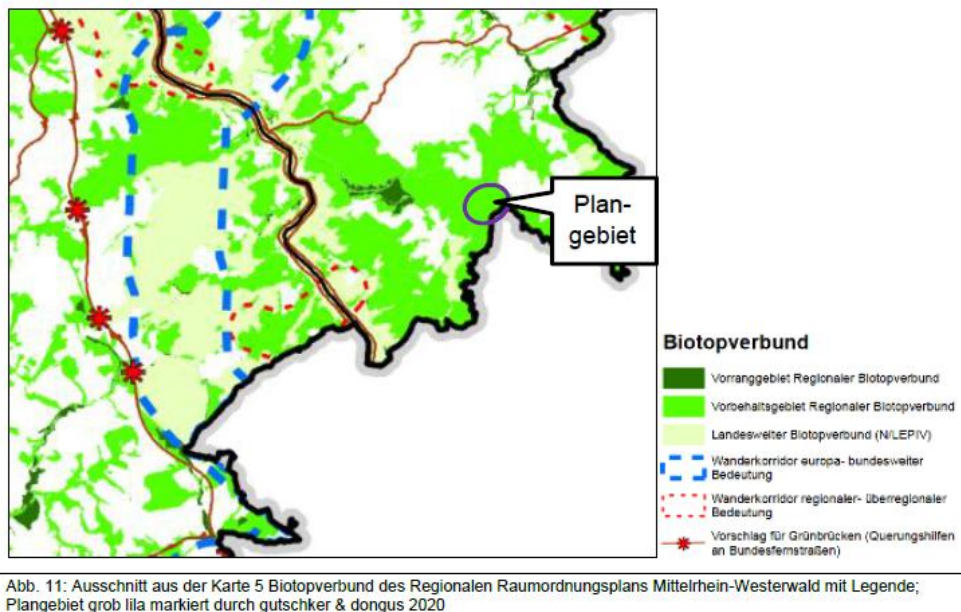 Plan-
gebiet
Biotopverbund
Vorranggebiet Regionaler Biotopverbund
Vorbehaltsgebiet Regionaler Biotopverbund
Landesweiter Biotopverbund (N/LEPIV)
Wanderkorridor europa- bundesweiter
Bedeutung
Wanderkorridor regionaler- überregionaler
Bedeutung
Vorschlag für Grünbrücken (Querungshilfen
an Bundesfernstraßen)
Abb. 11: Ausschnitt aus der Karte 5 Biotopverbund des Regionalen Raumordnungsplans Mittelrhein-Westerwald mit Legende;
Plangebiet grob lila markiert durch gutschker & dongus 2020